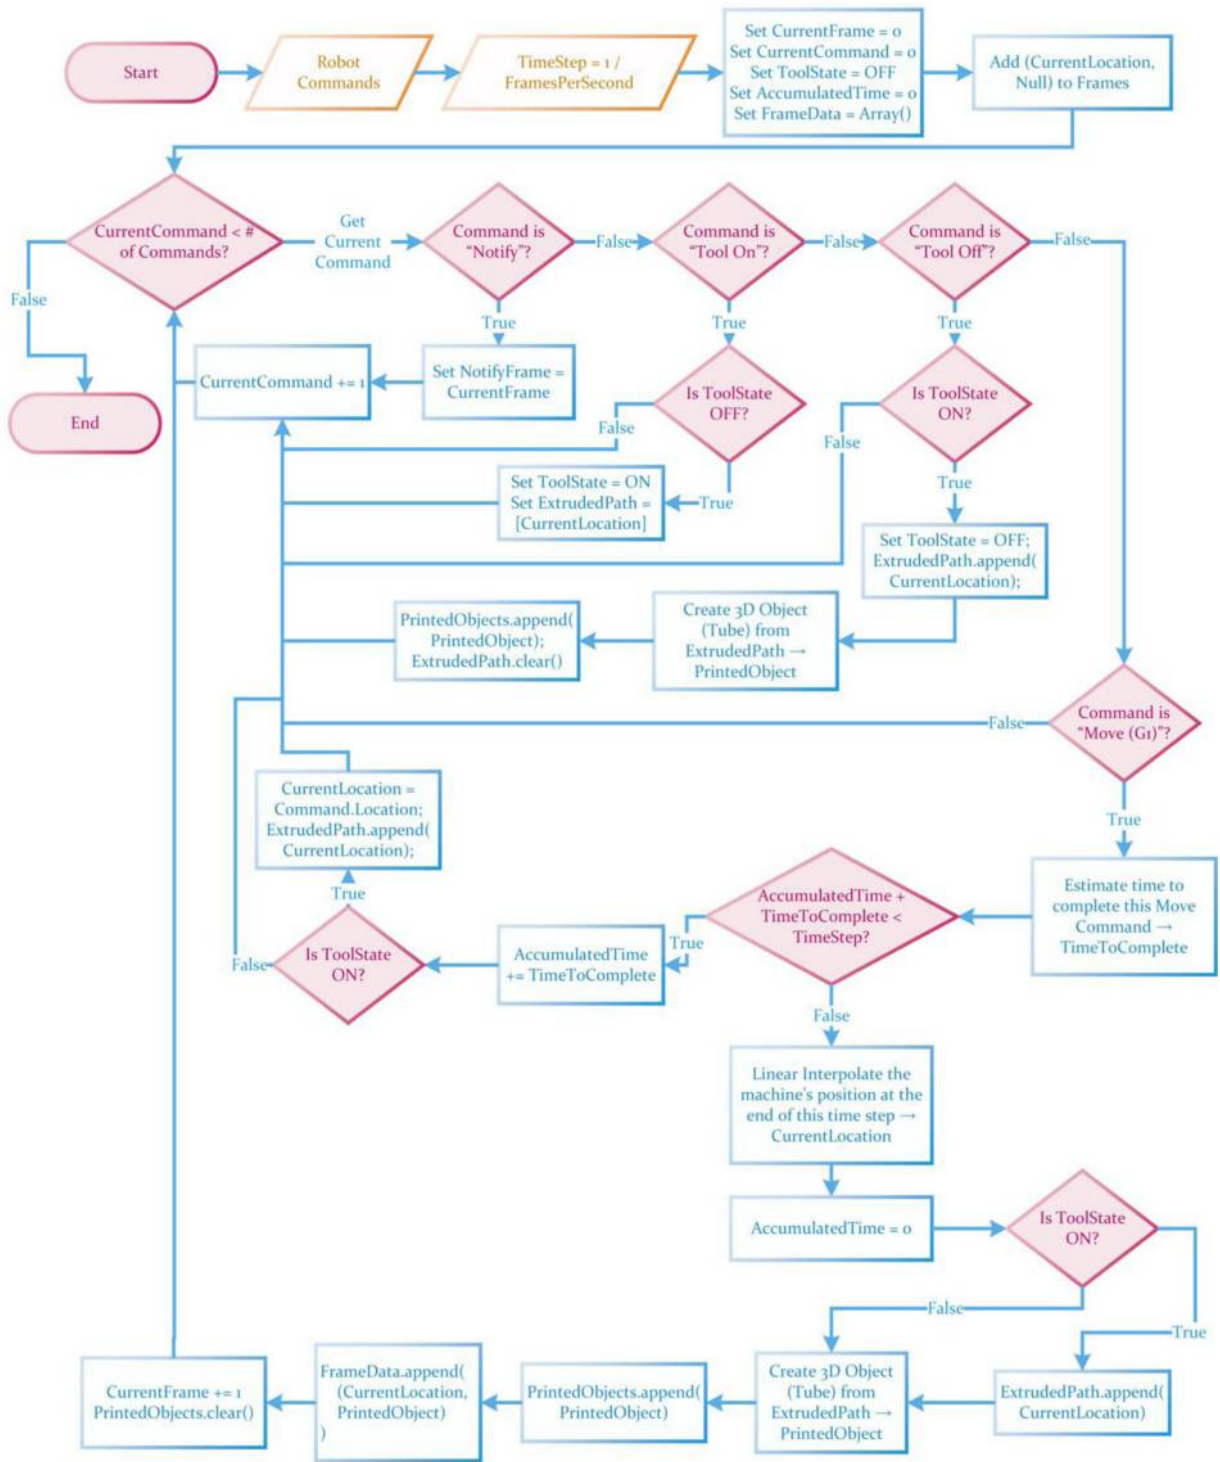 Start
Robot
Commands
TimeStep = 1 /
FramesPerSecond
Set CurrentFrame = 0
Set CurrentCommand = 0
Set ToolState = OFF
Set AccumulatedTime = 0
Set FrameData = Array()
Add (CurrentLocation,
Null) to Frames
CurrentCommand < #
of Commands?
Get
Current
Command
Command is
“Notify”?
False
Command is
“Tool On”?
False
Command is
“Tool Off”?
False
False
True
True
True
CurrentCommand += 1
Set NotifyFrame =
CurrentFrame
Is ToolState
OFF?
Is ToolState
ON?
End
False
False
True
True
Set ToolState = ON
Set ExtrudedPath =
[CurrentLocation]
Set ToolState = OFF;
ExtrudedPath.append(
CurrentLocation);
PrintedObjects.append(
PrintedObject);
ExtrudedPath.clear()
Create 3D Object
(Tube) from
ExtrudedPath →
PrintedObject
False
Command is
“Move (G1)”?
True
CurrentLocation =
Command.Location;
ExtrudedPath.append(
CurrentLocation);
True
Is ToolState
ON?
False
AccumulatedTime
+= TimeToComplete
True
AccumulatedTime +
TimeToComplete <
TimeStep?
Estimate time to
complete this Move
Command →
TimeToComplete
False
Linear Interpolate the
machine's position at the
end of this time step →
CurrentLocation
AccumulatedTime = 0
Is ToolState
ON?
False
True
CurrentFrame += 1
PrintedObjects.clear()
FrameData.append(
(CurrentLocation,
PrintedObject)
)
PrintedObjects.append(
PrintedObject)
Create 3D Object
(Tube) from
ExtrudedPath →
PrintedObject
ExtrudedPath.append(
CurrentLocation)